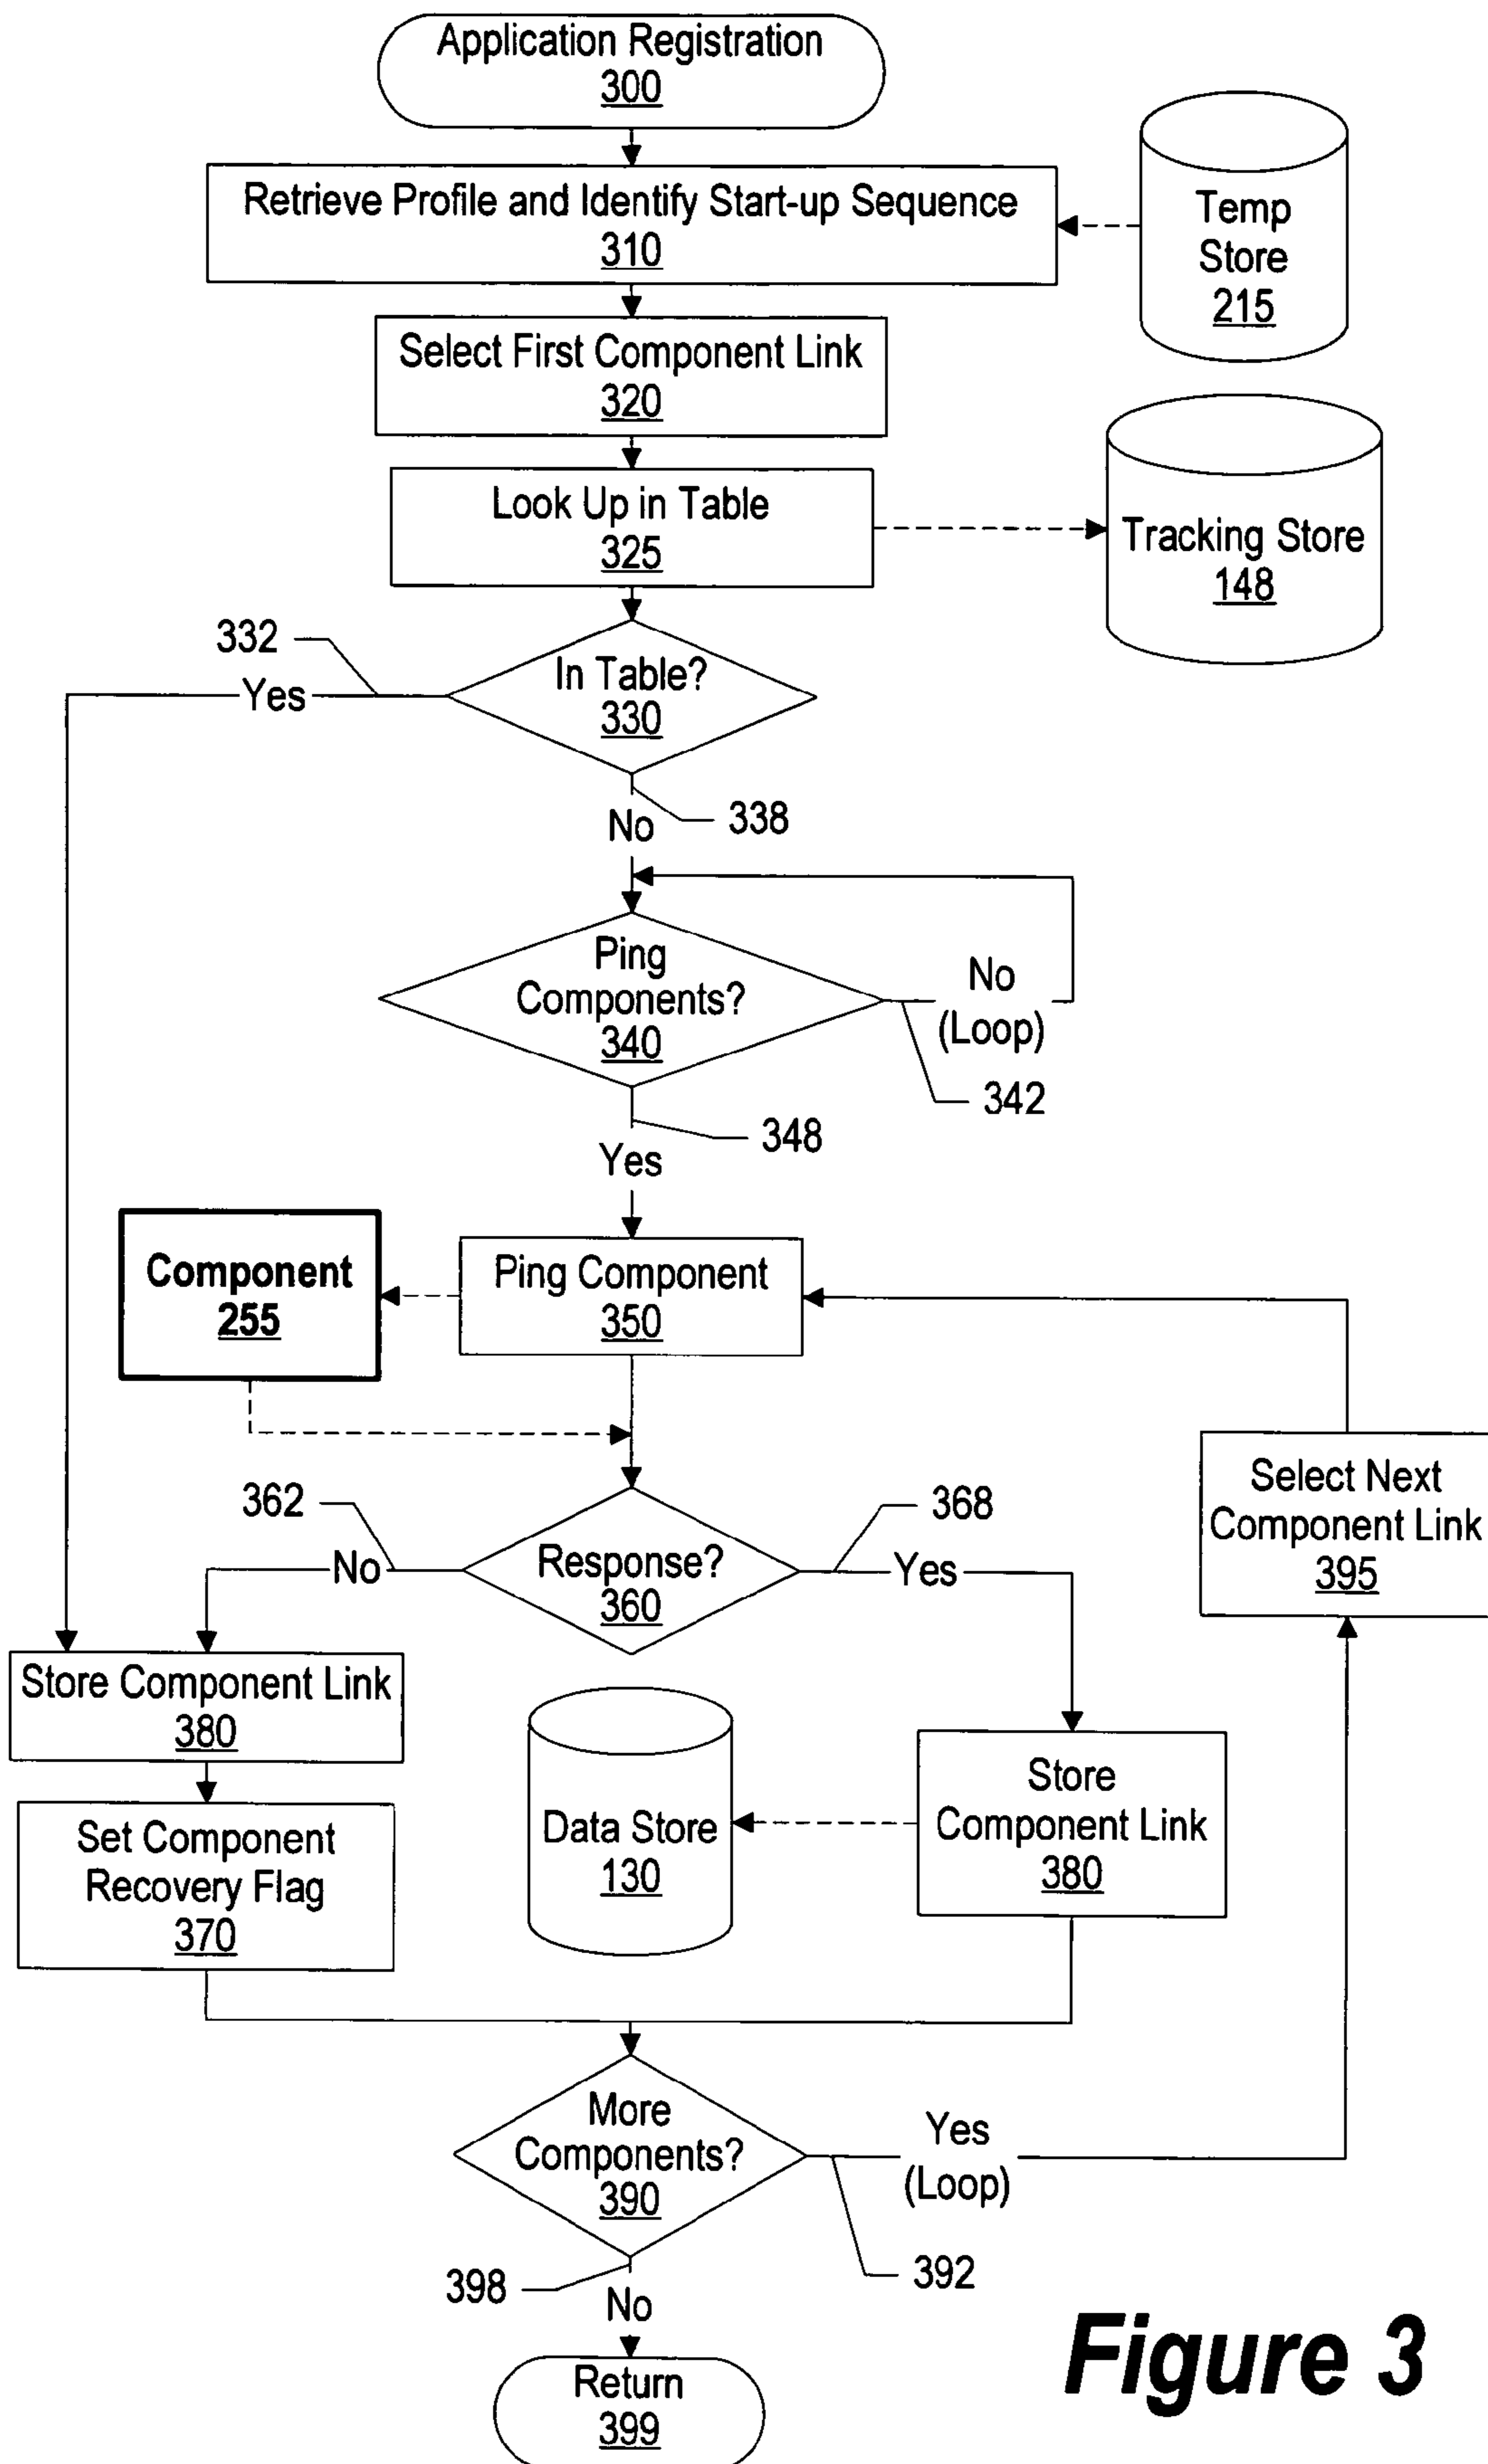 Application Registration
300
Retrieve Profile and Identify Start-up Sequence
310
Temp
Store
215
Select First Component Link
320
Look Up in Table
325
Tracking Store
148
332
Yes
In Table?
330
No
338
Ping
Components?
340
No
(Loop)
342
348
Yes
Component
255
Ping Component
350
Select Next
Component Link
395
362
368
No
Response?
360
Yes
Store Component Link
380
Data Store
130
Store
Component Link
380
Set Component
Recovery Flag
370
More
Components?
390
Yes
(Loop)
392
398
No
Return
399
Figure 3